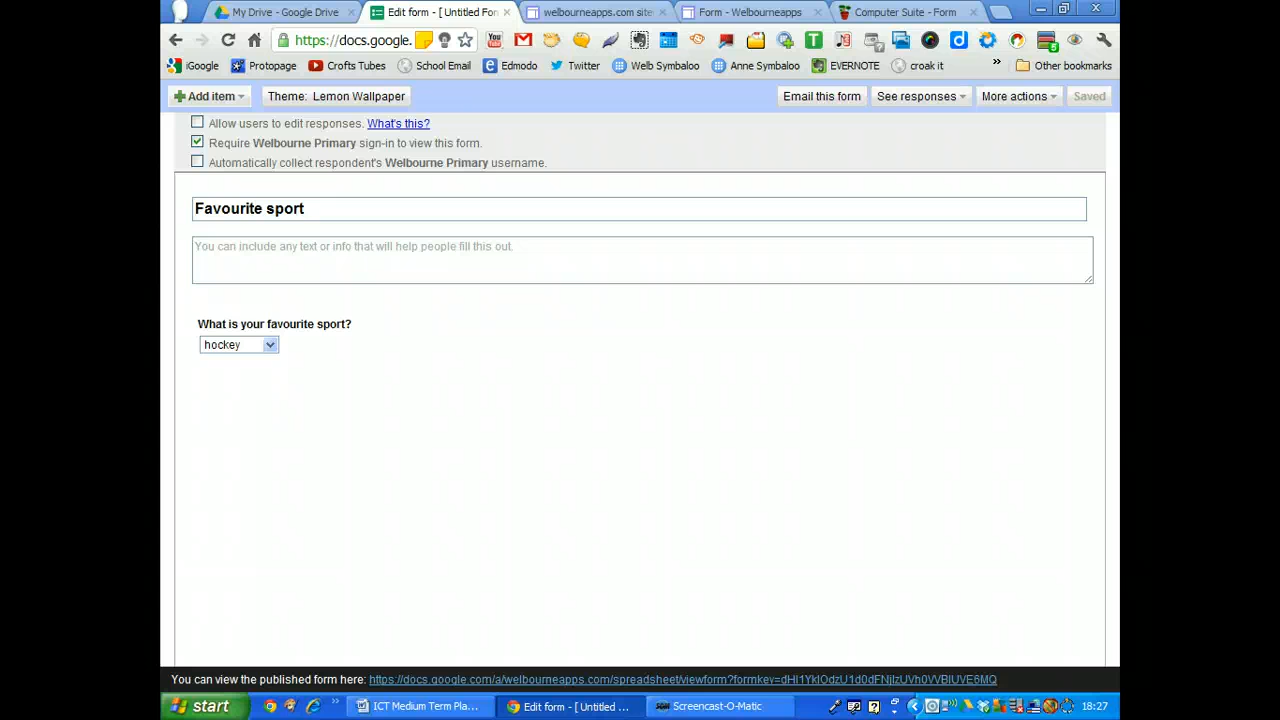 My Drive - Google Drive
Edit form - [ Untitled For
welbourneapps.com site
Form - Welbourneapps
Computer Suite - Form
https://docs.google.
iGoogle
Protopage
Crofts Tubes
School Email
Edmodo
Twitter
Welb Symbaloo
Anne Symbaloo
EVERNOTE
croak it
»
Other bookmarks
Add item
Theme: Lemon Wallpaper
Email this form
See responses
More actions
Saved
Allow users to edit responses. What's this?
Require Welbourne Primary sign-in to view this form.
Automatically collect respondent's Welbourne Primary username.
Favourite sport
You can include any text or info that will help people fill this out.
What is your favourite sport?
hockey
You can view the published form here:
start
ICT Medium Term Pla...
Edit form - [ Untitled ...
Screencast-O-Matic
18:27